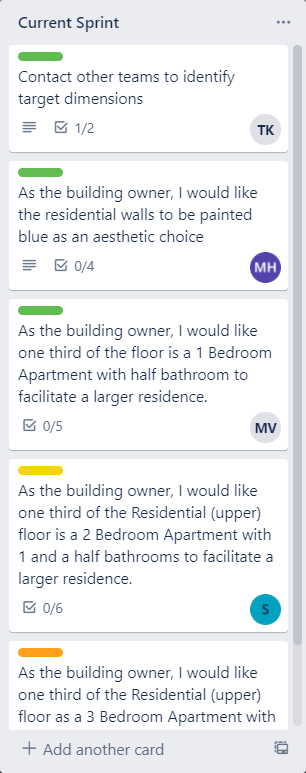 Current Sprint
Contact other teams to identify
target dimensions
1/2
TK
As the building owner, I would like
the residential walls to be painted
blue as an aesthetic choice
0/4
MH
As the building owner, I would like
one third of the floor is a 1 Bedroom
Apartment with half bathroom to
facilitate a larger residence.
0/5
MV
As the building owner, I would like
one third of the Residential (upper)
floor is a 2 Bedroom Apartment with
1 and a half bathrooms to facilitate a
larger residence.
0/6
S
As the building owner, I would like
one third of the Residential (upper)
floor as a 3 Bedroom Apartment with
+ Add another card